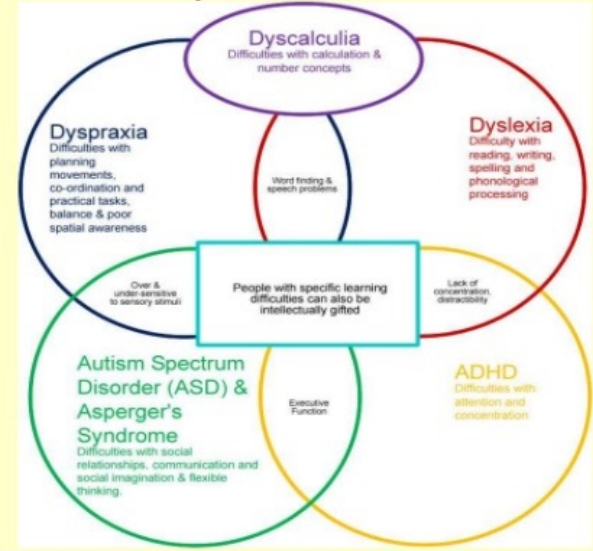 Dyscalculia
Difficulties with calculation &
number concepts
Dyspraxia
Difficulties with
planning
movements,
co-ordination and
practical tasks,
balance & poor
spatial awareness
Dyslexia
Difficulty with
reading, writing,
spelling and
phonological
processing
Word finding &
speech problems
Over &
under-sensitive
to sensory stimuli
People with specific learning
difficulties can also be
intellectually gifted
Lack of
concentration,
distractibility
Autism Spectrum
Disorder (ASD) &
Asperger's
Syndrome
Difficulties with social
relationships, communication and
social imagination & flexible
thinking.
Executive
Function
ADHD
Difficulties with
attention and
concentration